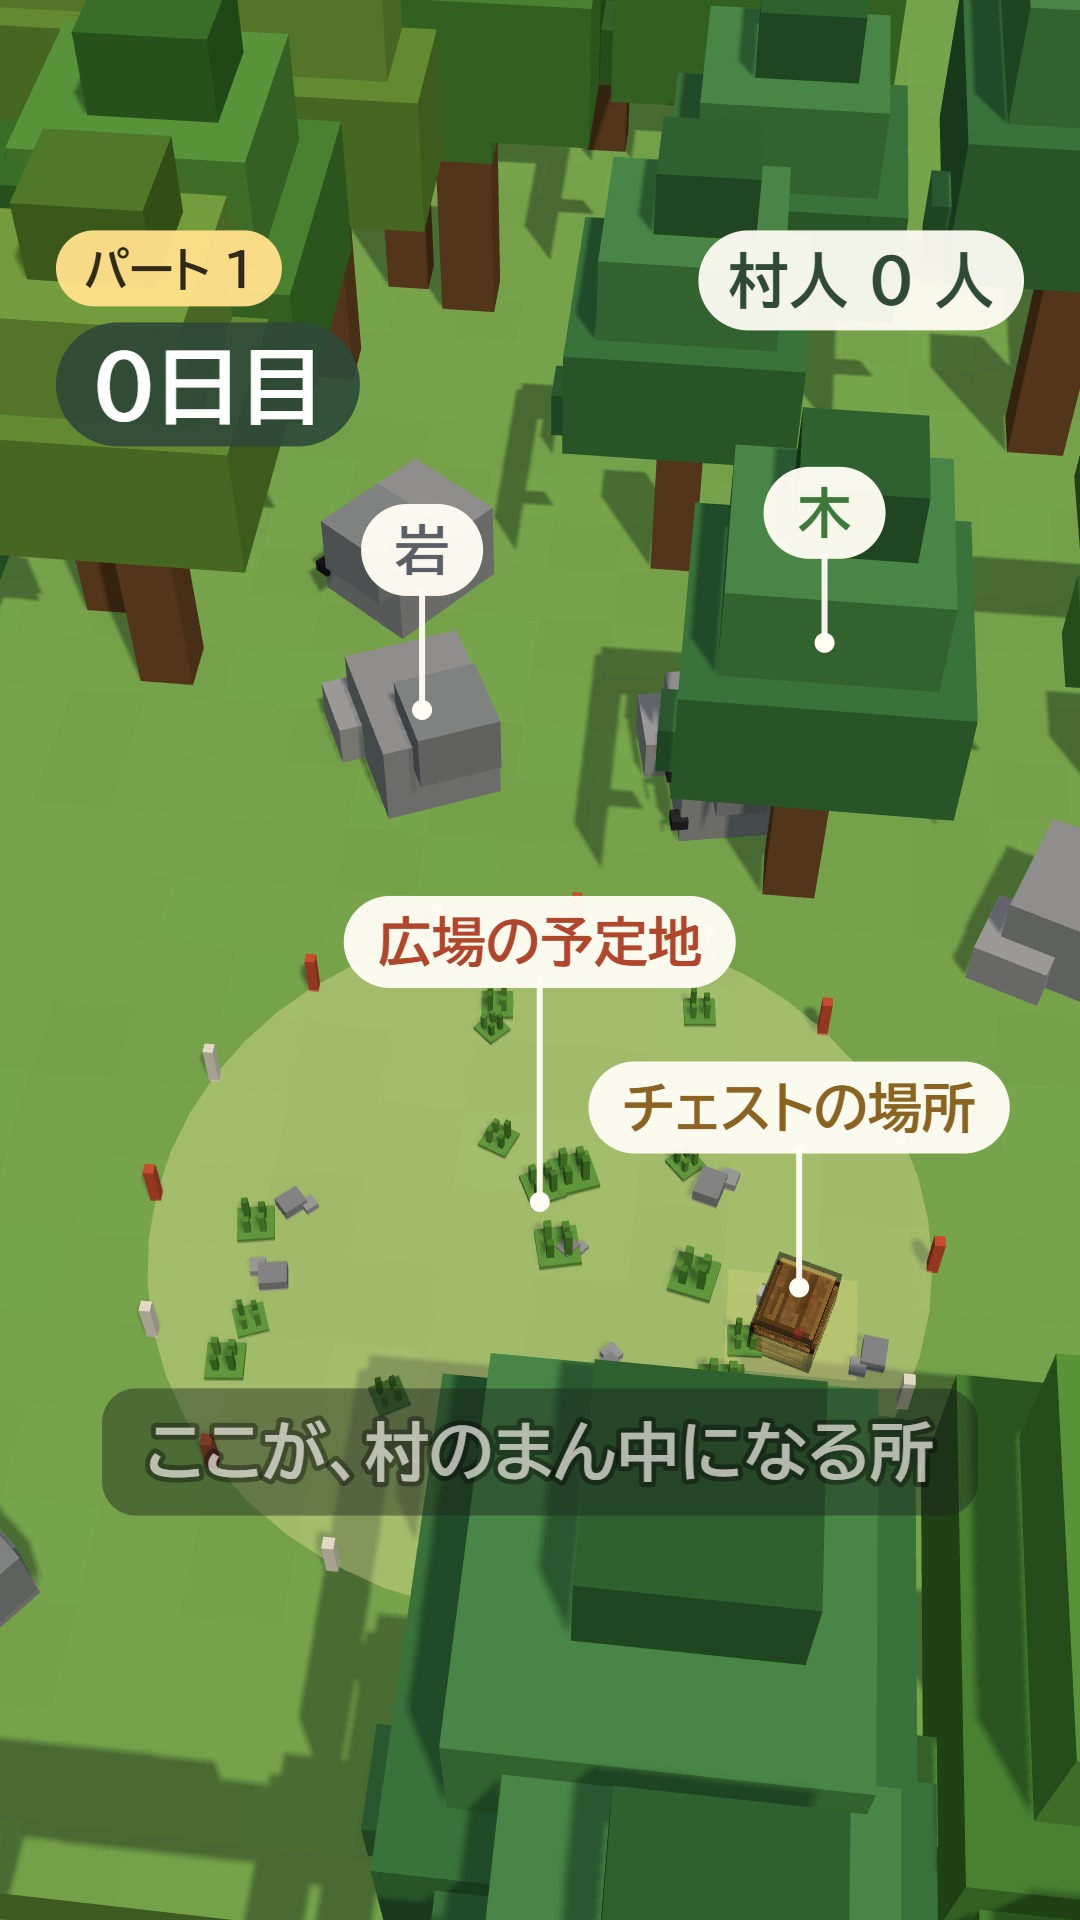 パート 1
村人 0 人
0日目
木
岩
広場の予定地
チェストの場所
ここが、村のまん中になる所